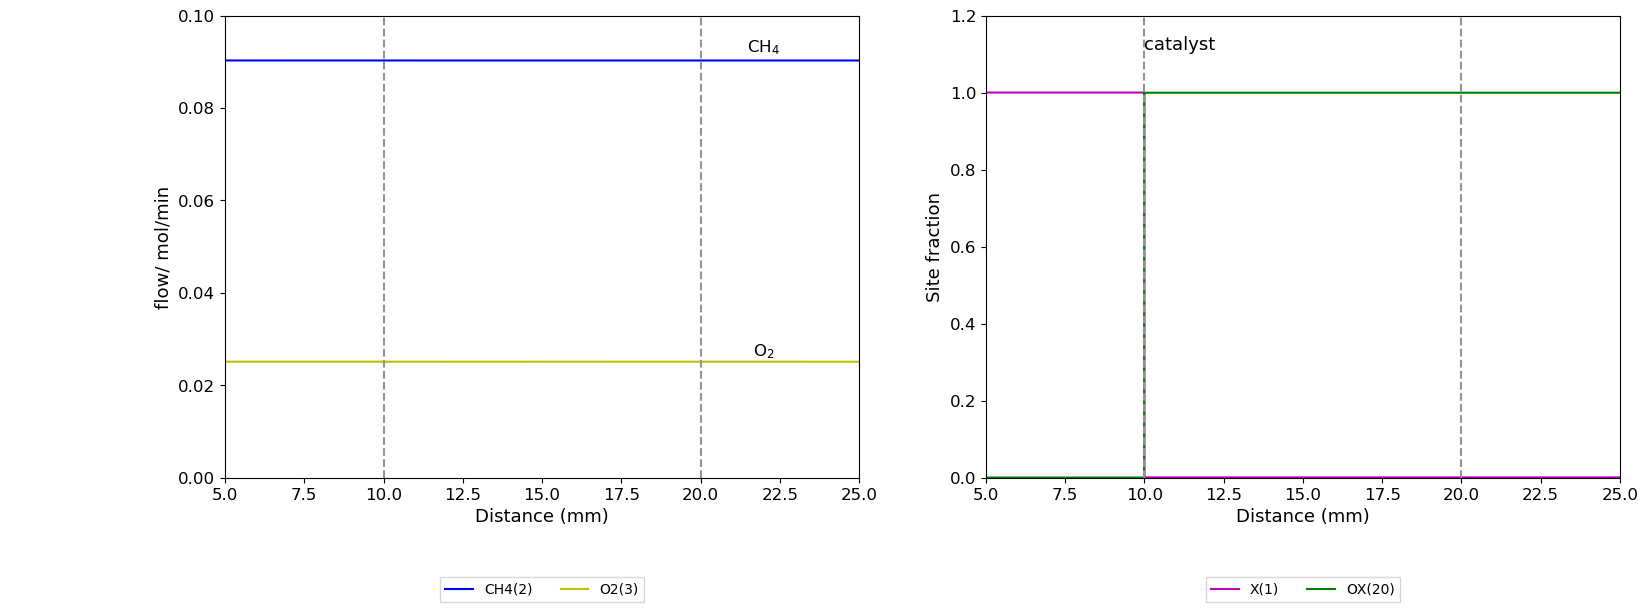 0.10
0.08
0.06
0.04
0.02
0.00
flow/ mol/min
CH₄
O₂
5.0 7.5 10.0 12.5 15.0 17.5 20.0 22.5 25.0
Distance (mm)
CH4(2) O2(3)
1.2
1.0
0.8
0.6
0.4
0.2
0.0
Site fraction
catalyst
5.0 7.5 10.0 12.5 15.0 17.5 20.0 22.5 25.0
Distance (mm)
X(1) OX(20)